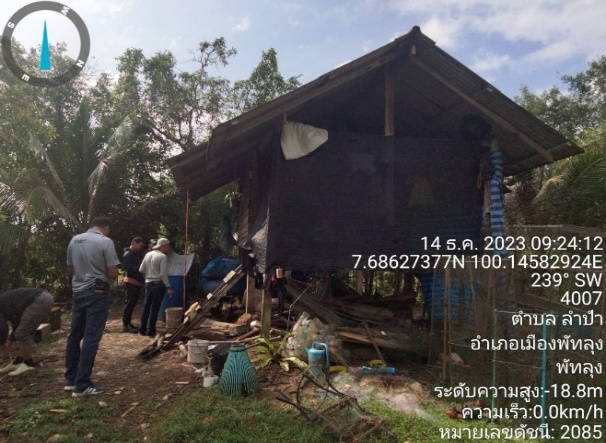 14 ธ.ค. 2023 09:24:12
7.68627377N 100.14582924E
239° SW
4007
ตำบล ลำปำ
อำเภอเมืองพัทลุง
พัทลุง
ระดับความสูง:-18.8m
ความเร็ว:0.0km/h
หมายเลขดัชนี: 2085